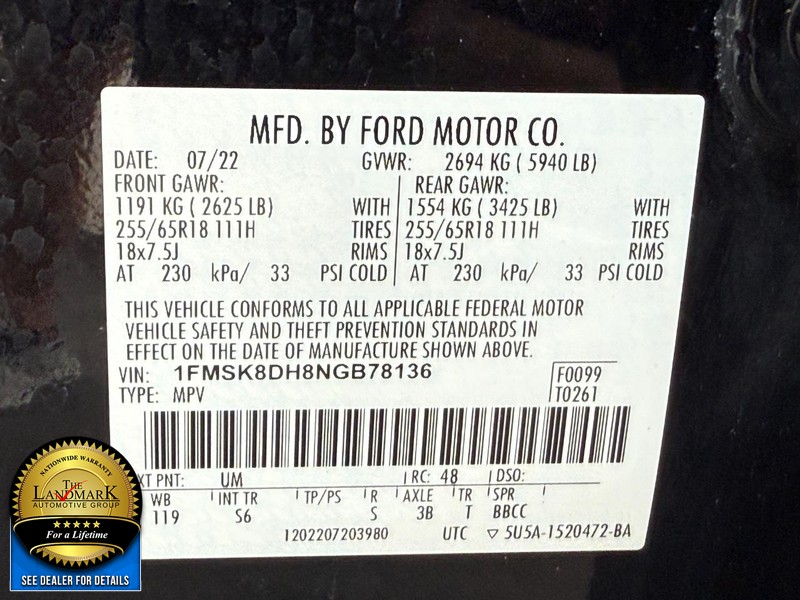 MFD. BY FORD MOTOR CO.
DATE: 07/22 GVWR: 2694 KG ( 5940 LB)
FRONT GAWR: REAR GAWR:
1191 KG ( 2625 LB) WITH 1554 KG ( 3425 LB) WITH
255/65R18 111H TIRES 255/65R18 111H TIRES
18x7.5J RIMS 18x7.5J RIMS
AT 230 kPa/ 33 PSI COLD AT 230 kPa/ 33 PSI COLD
THIS VEHICLE CONFORMS TO ALL APPLICABLE FEDERAL MOTOR
VEHICLE SAFETY AND THEFT PREVENTION STANDARDS IN
EFFECT ON THE DATE OF MANUFACTURE SHOWN ABOVE.
VIN: 1FMSK8DH8NGB78136 F0099
TYPE: MPV T0261
XT PNT: UM RC: 48 DSO:
WB INT TR TP/PS R AXLE TR SPR
119 S6 S 3B T BBCC
1202207203980 UTC ▽ 5U5A-1520472-BA
NATIONWIDE WARRANTY
THE
LANDMARK
AUTOMOTIVE GROUP
For a Lifetime
SEE DEALER FOR DETAILS